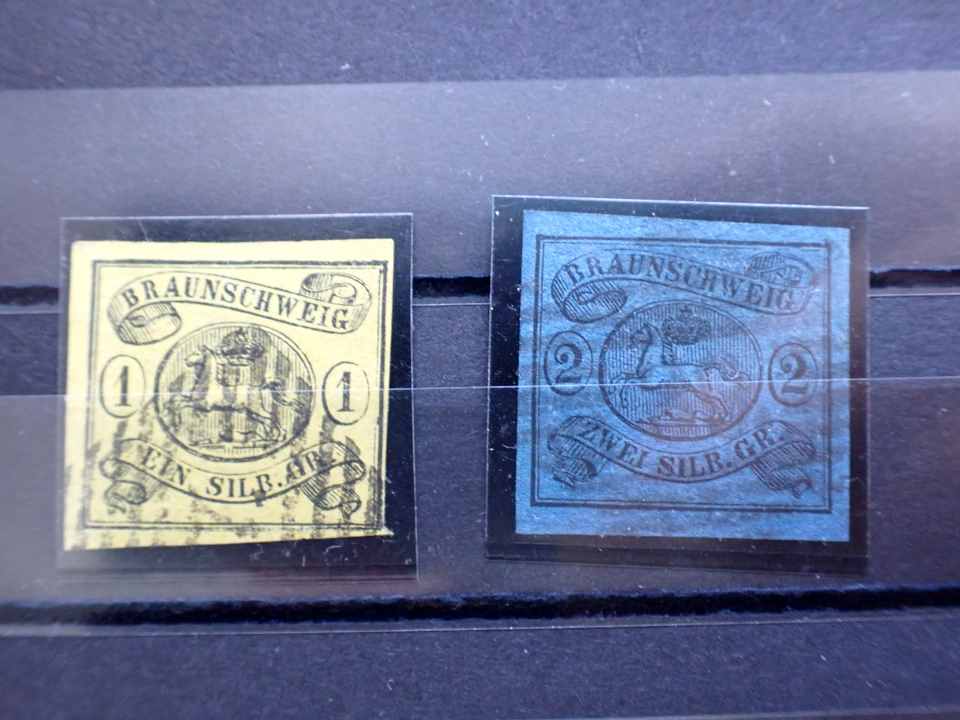 BRAUNSCHWEIG
1 1
EIN SILB. GR.
BRAUNSCHWEIG
2 2
ZWEI SILB. GR.